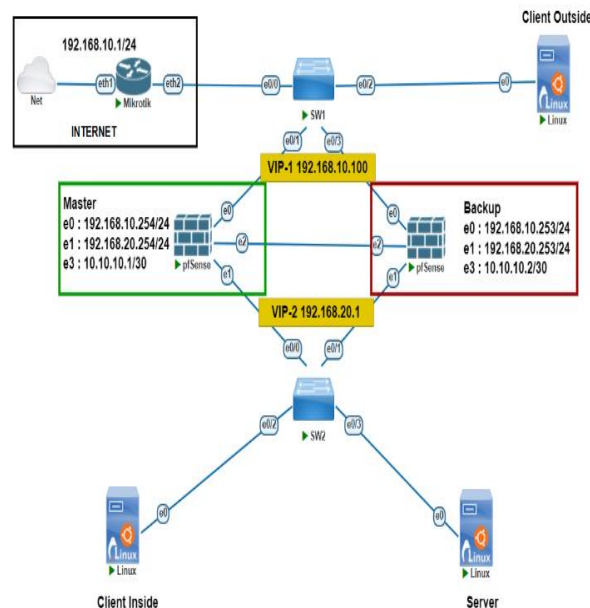 Client Outside
192.168.10.1/24
eth1
eth2
e0/0
e0/2
e0
Net
Mikrotik
SW1
Linux
Linux
INTERNET
e0/1
e0/3
VIP-1 192.168.10.100
Master
e0 : 192.168.10.254/24
e1 : 192.168.20.254/24
e3 : 10.10.10.1/30
e0
e2
pfSense
e1
Backup
e0 : 192.168.10.253/24
e1 : 192.168.20.253/24
e3 : 10.10.10.2/30
e0
e2
pfSense
e1
VIP-2 192.168.20.1
e0/0
e0/1
SW2
e0/2
e0/3
e0
e0
Linux
Linux
Linux
Linux
Client Inside
Server